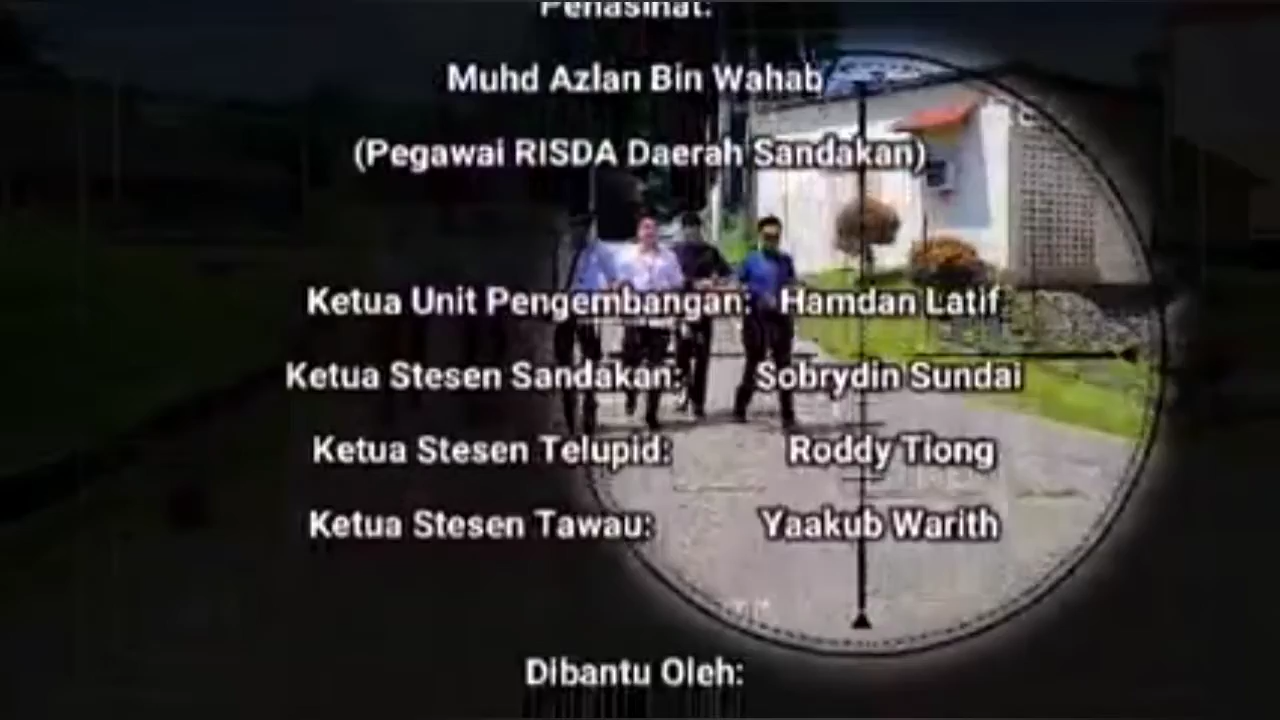 Penasihat:
Muhd Azlan Bin Wahab
(Pegawai RISDA Daerah Sandakan)
Ketua Unit Pengembangan: Hamdan Latif
Ketua Stesen Sandakan: Sobrydin Sundai
Ketua Stesen Telupid: Roddy Tiong
Ketua Stesen Tawau: Yaakub Warith
Dibantu Oleh: